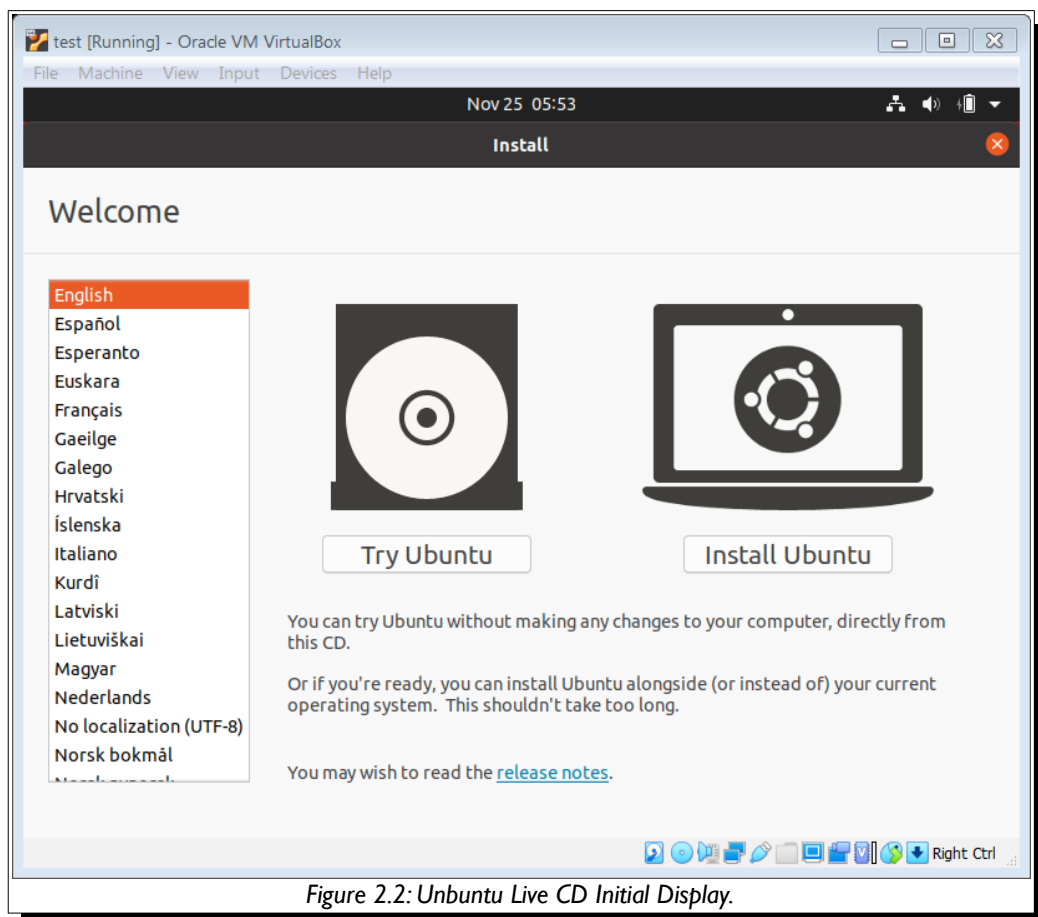 test [Running] - Oracle VM VirtualBox
File Machine View Input Devices Help
Nov 25 05:53
Install
Welcome
English
Español
Esperanto
Euskara
Français
Gaeilge
Galego
Hrvatski
Íslenska
Italiano
Kurdî
Latviski
Lietuviškai
Magyar
Nederlands
No localization (UTF-8)
Norsk bokmål
Try Ubuntu
Install Ubuntu
You can try Ubuntu without making any changes to your computer, directly from
this CD.
Or if you're ready, you can install Ubuntu alongside (or instead of) your current
operating system. This shouldn't take too long.
You may wish to read the release notes.
Right Ctrl
Figure 2.2: Unbuntu Live CD Initial Display.